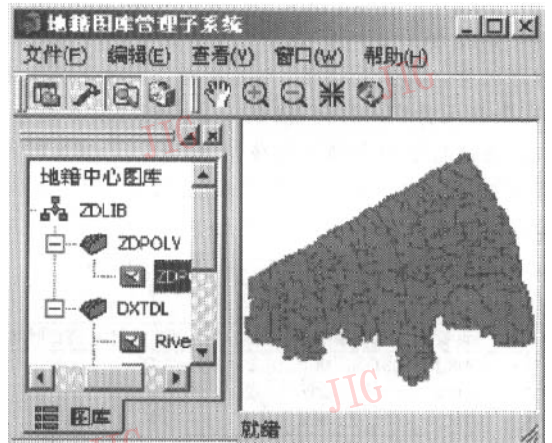 地籍图库管理子系统
文件(F) 编辑(E) 查看(V) 窗口(W) 帮助(H)
地籍中心图库
ZDLIB
ZDPOLY
DXTDL
Rive
图库
就绪
JIG
JIG